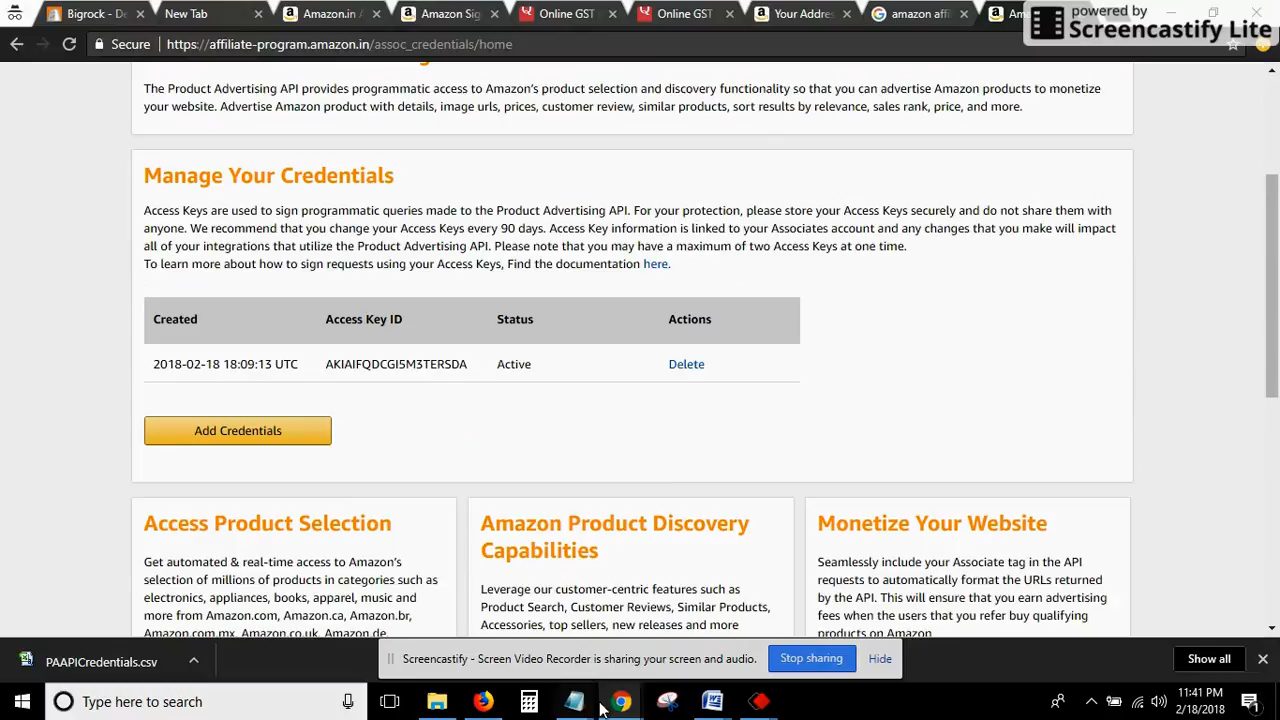 Bigrock - De
New Tab
Amazon.in
Amazon Sig
Online GST
Online GST
Your Addre
amazon affi
Am
powered by
Screencastify Lite
Secure
https://affiliate-program.amazon.in/assoc_credentials/home
The Product Advertising API provides programmatic access to Amazon's product selection and discovery functionality so that you can advertise Amazon products to monetize
your website. Advertise Amazon product with details, image urls, prices, customer review, similar products, sort results by relevance, sales rank, price, and more.
Manage Your Credentials
Access Keys are used to sign programmatic queries made to the Product Advertising API. For your protection, please store your Access Keys securely and do not share them with
anyone. We recommend that you change your Access Keys every 90 days. Access Key information is linked to your Associates account and any changes that you make will impact
all of your integrations that utilize the Product Advertising API. Please note that you may have a maximum of two Access Keys at one time.
To learn more about how to sign requests using your Access Keys, Find the documentation here.
Created Access Key ID Status Actions
2018-02-18 18:09:13 UTC AKIAIFQDCGI5M3TERSDA Active Delete
Add Credentials
Access Product Selection
Get automated & real-time access to Amazon's
selection of millions of products in categories such as
electronics, appliances, books, apparel, music and
more from Amazon.com, Amazon.ca, Amazon.br,
Amazon.com.mx, Amazon.co.uk, Amazon.de,
Amazon Product Discovery
Capabilities
Leverage our customer-centric features such as
Product Search, Customer Reviews, Similar Products,
Accessories, top sellers, new releases and more
Monetize Your Website
Seamlessly include your Associate tag in the API
requests to automatically format the URLs returned
by the API. This will ensure that you earn advertising
fees when the users that you refer buy qualifying
products on Amazon
PAAPICredentials.csv
Screencastify - Screen Video Recorder is sharing your screen and audio.
Stop sharing
Hide
Show all
Type here to search
11:41 PM
2/18/2018